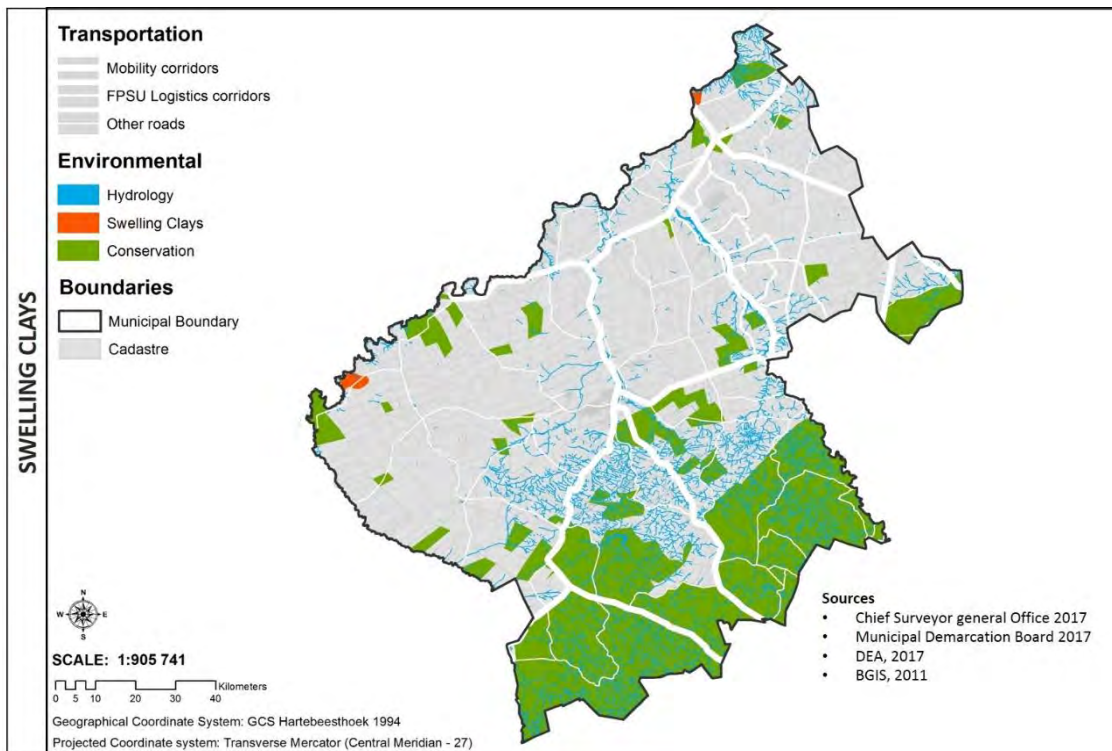 SWELLING CLAYS
Transportation
Mobility corridors
FPSU Logistics corridors
Other roads
Environmental
Hydrology
Swelling Clays
Conservation
Boundaries
Municipal Boundary
Cadastre
N
W E
S
SCALE: 1:905 741
Kilometers
0 5 10 20 30 40
Geographical Coordinate System: GCS Hartebeesthoek 1994
Projected Coordinate system: Transverse Mercator (Central Meridian - 27)
Sources
• Chief Surveyor general Office 2017
• Municipal Demarcation Board 2017
• DEA, 2017
• BGIS, 2011